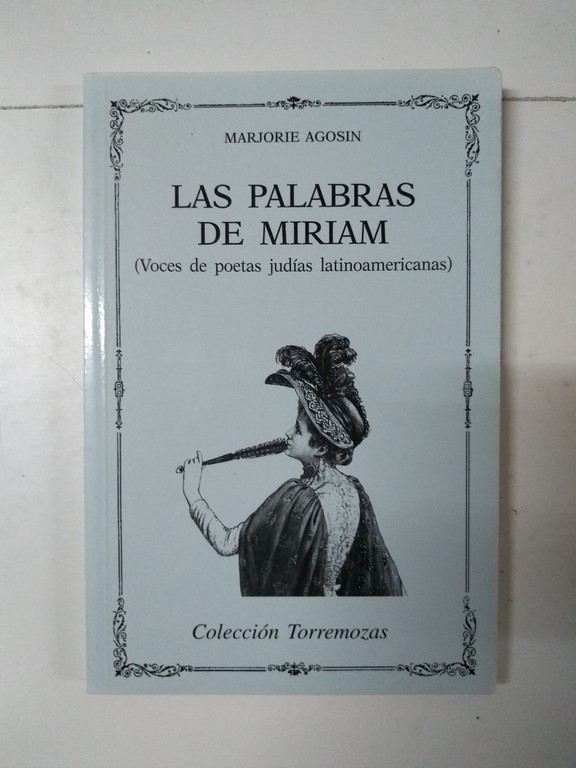 MARJORIE AGOSIN
LAS PALABRAS
DE MIRIAM
(Voces de poetas judías latinoamericanas)
Colección Torremozas